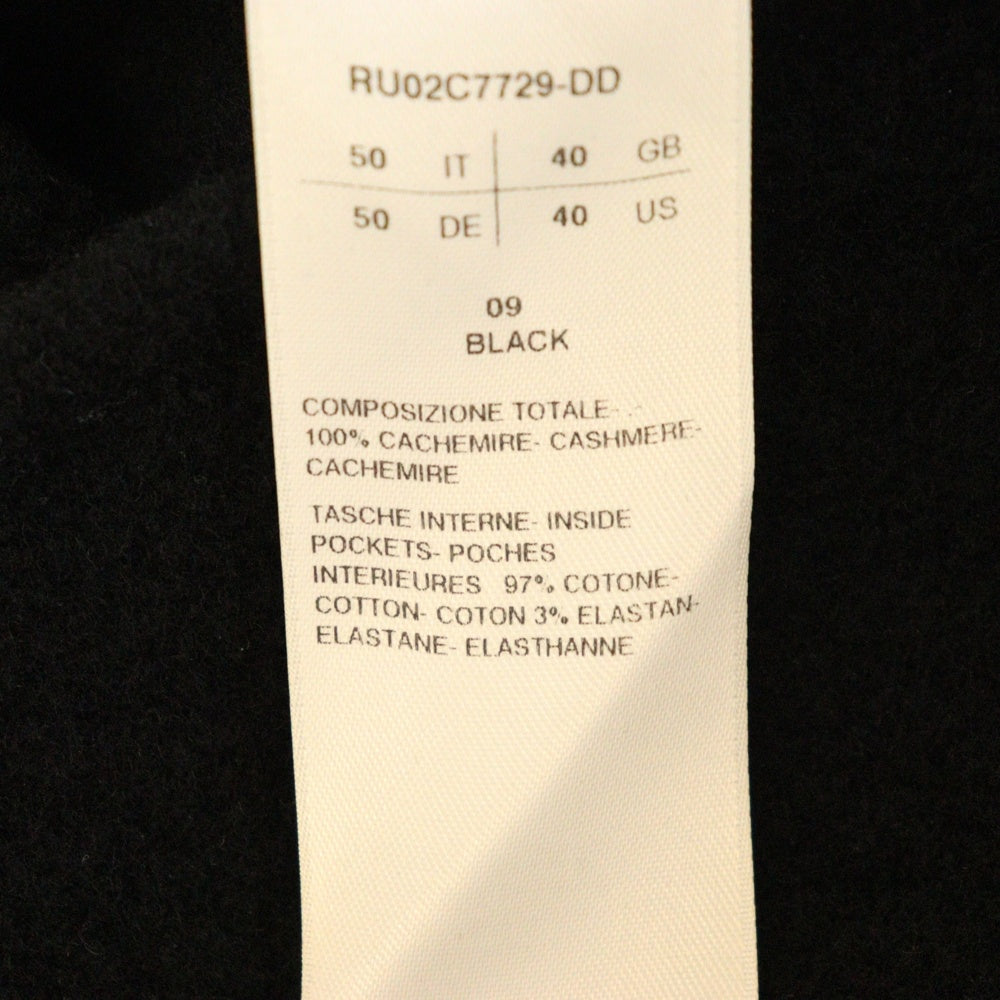 RU02C7729-DD
50 IT 40 GB
50 DE 40 US
09
BLACK
COMPOSIZIONE TOTALE-
100% CACHEMIRE- CASHMERE-
CACHEMIRE
TASCHE INTERNE- INSIDE
POCKETS- POCHES
INTERIEURES 97% COTONE-
COTTON- COTON 3% ELASTAN-
ELASTANE- ELASTHANNE